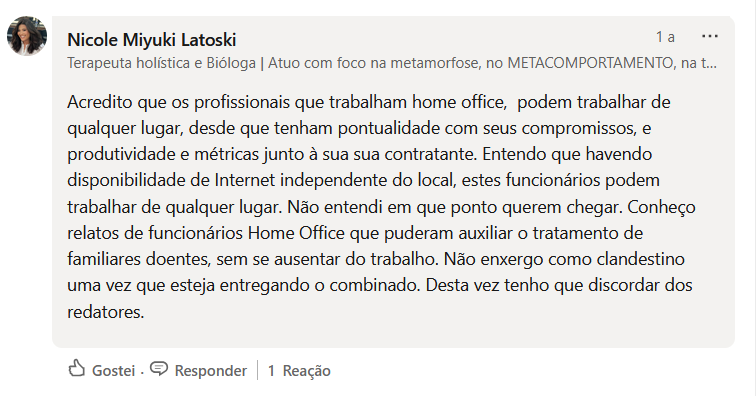 Nicole Miyuki Latoski
1 a
Terapeuta holística e Bióloga | Atuo com foco na metamorfose, no METACOMPORTAMENTO, na t...
Acredito que os profissionais que trabalham home office,  podem trabalhar de
qualquer lugar, desde que tenham pontualidade com seus compromissos, e
produtividade e métricas junto à sua sua contratante. Entendo que havendo
disponibilidade de Internet independente do local, estes funcionários podem
trabalhar de qualquer lugar. Não entendi em que ponto querem chegar. Conheço
relatos de funcionários Home Office que puderam auxiliar o tratamento de
familiares doentes, sem se ausentar do trabalho. Não enxergo como clandestino
uma vez que esteja entregando o combinado. Desta vez tenho que discordar dos
redatores.
Gostei · Responder | 1 Reação